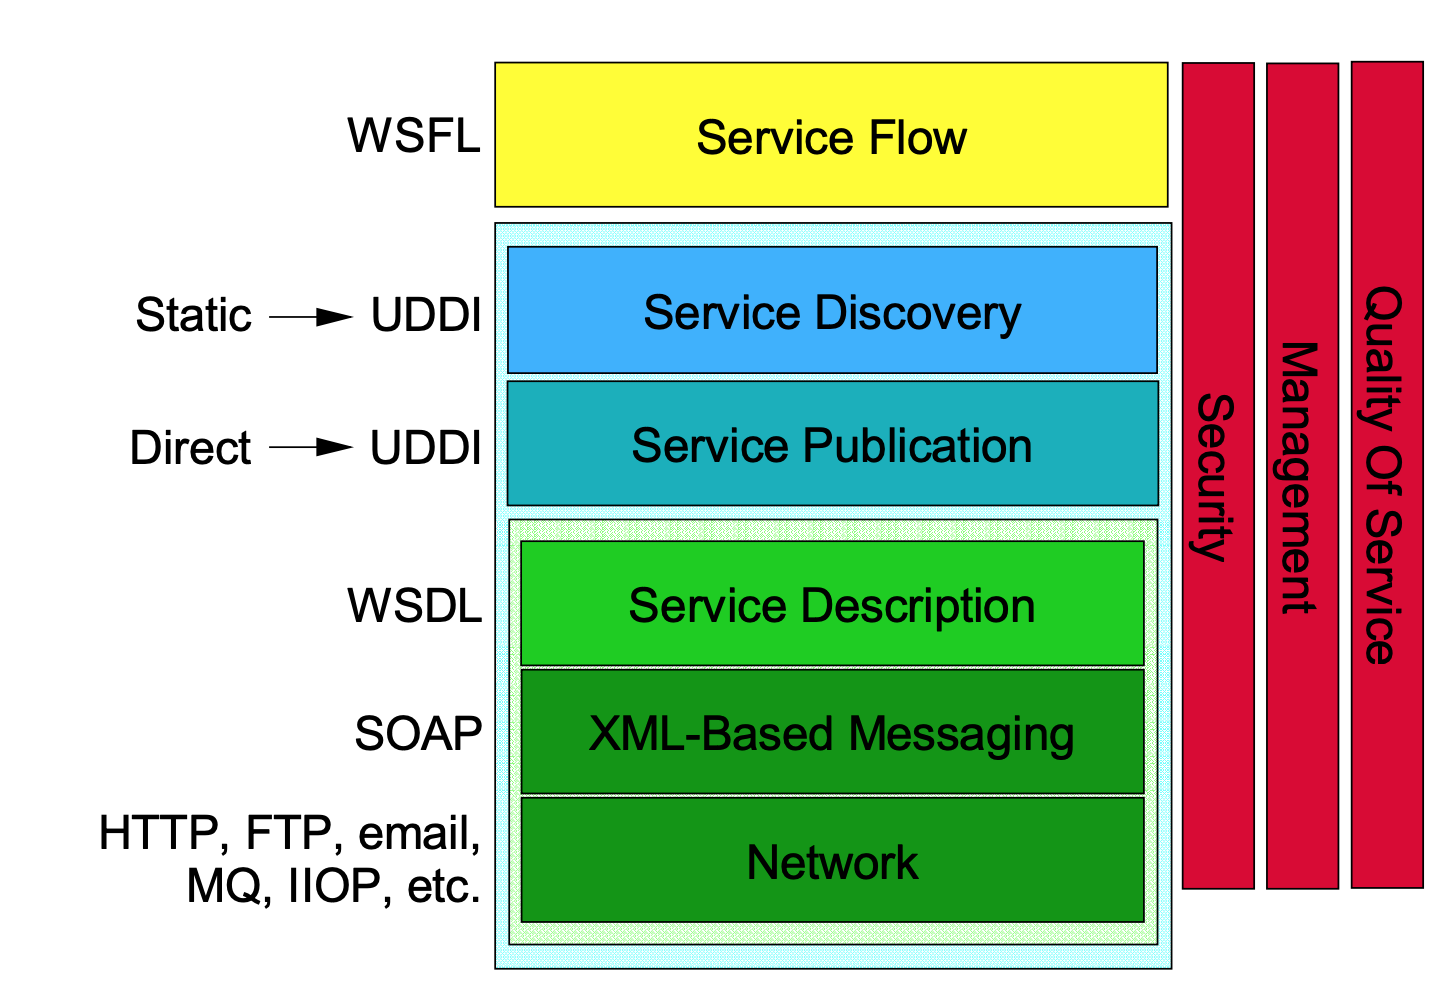 WSFL
Service Flow
Static
UDDI
Service Discovery
Direct
UDDI
Service Publication
WSDL
Service Description
SOAP
XML-Based Messaging
HTTP, FTP, email,
MQ, IIOP, etc.
Network
Security
Management
Quality Of Service